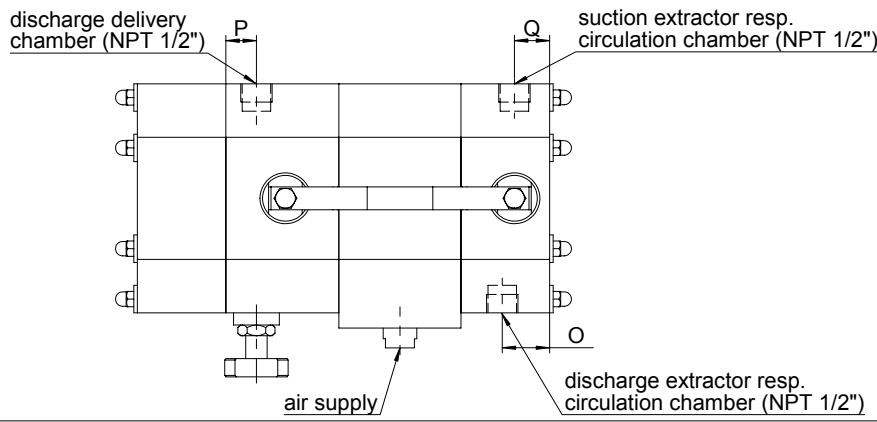 discharge delivery
chamber (NPT 1/2")
P
Q
suction extractor resp.
circulation chamber (NPT 1/2")
O
air supply
discharge extractor resp.
circulation chamber (NPT 1/2")